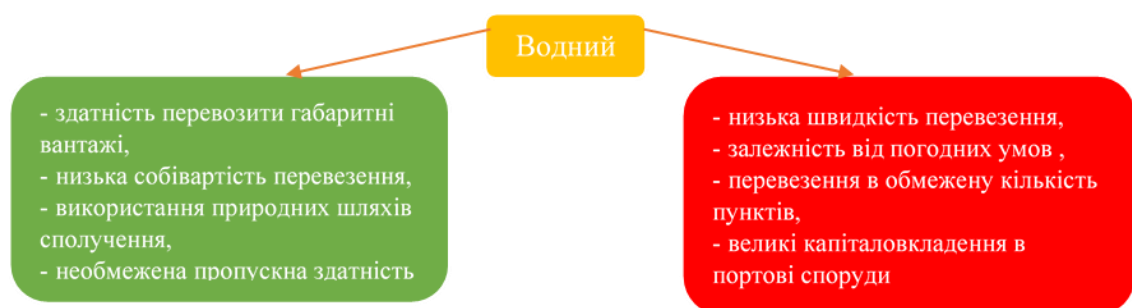 Водний
- здатність перевозити габаритні
вантажі,
- низька собівартість перевезення,
- використання природних шляхів
сполучення,
- необмежена пропускна здатність
- низька швидкість перевезення,
- залежність від погодних умов ,
- перевезення в обмежену кількість
пунктів,
- великі капіталовкладення в
портові споруди